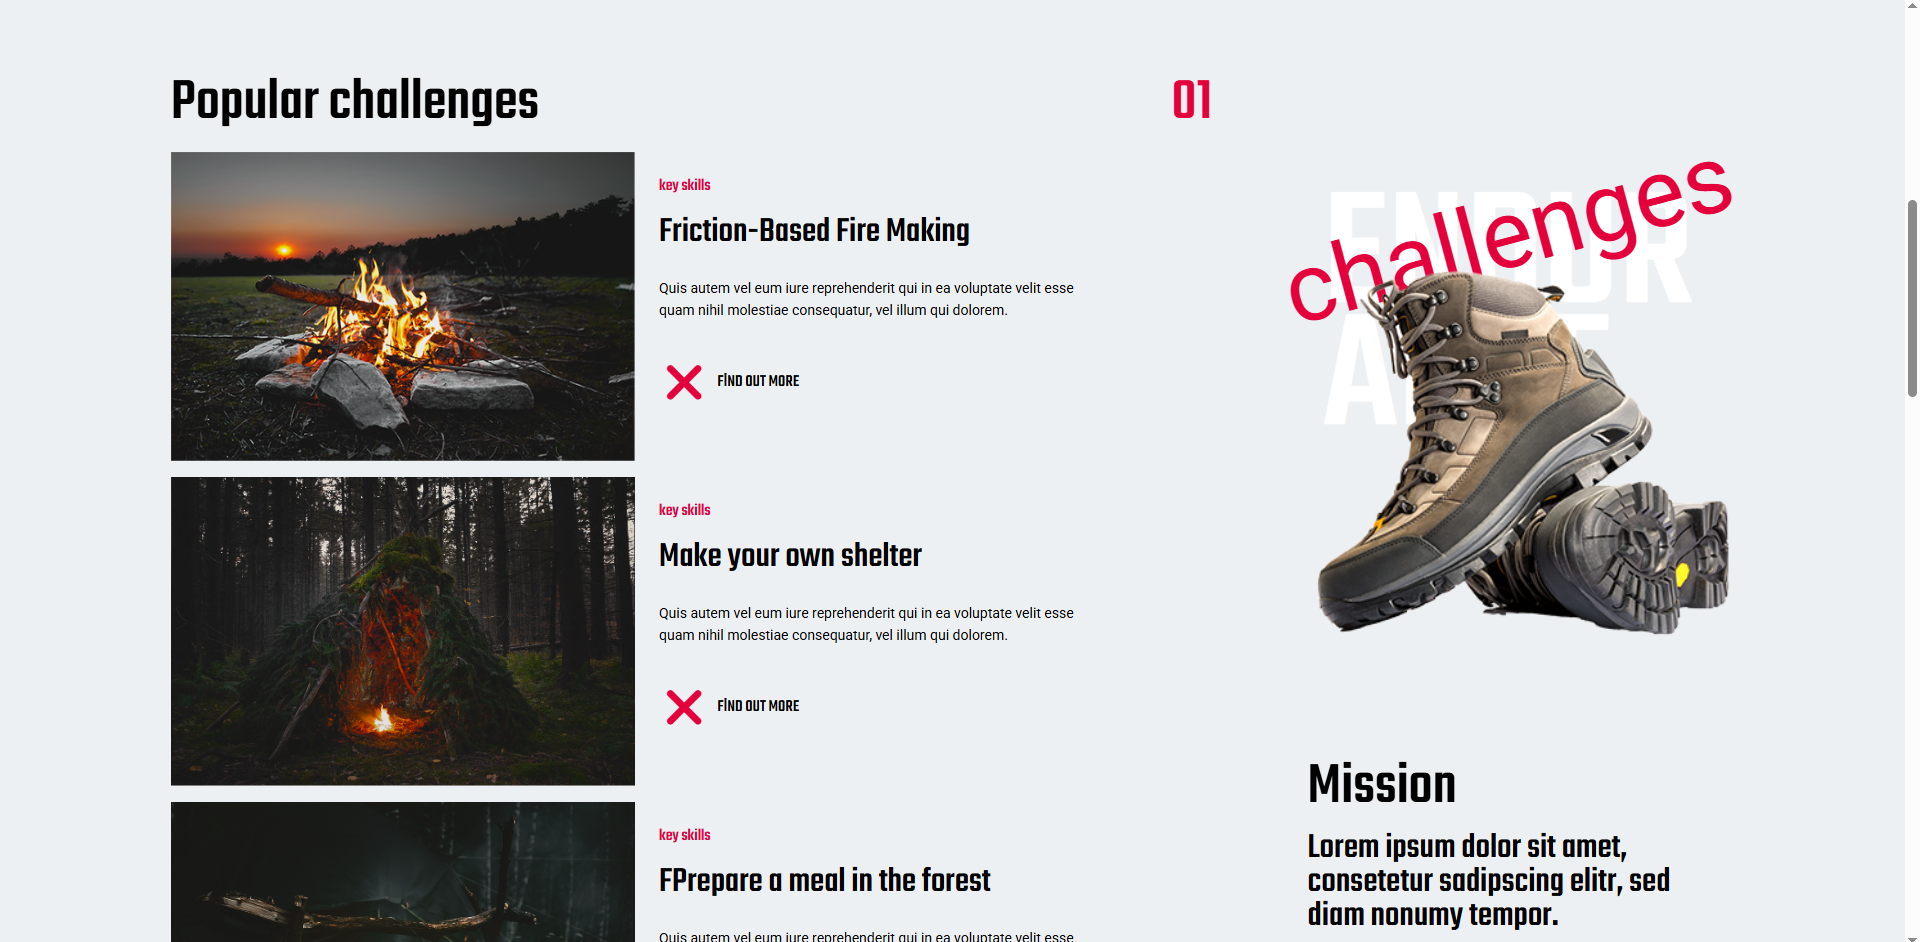 Popular challenges
key skills
Friction-Based Fire Making
Quis autem vel eum iure reprehenderit qui in ea voluptate velit esse
quam nihil molestiae consequatur, vel illum qui dolorem.
FIND OUT MORE
key skills
Make your own shelter
Quis autem vel eum iure reprehenderit qui in ea voluptate velit esse
quam nihil molestiae consequatur, vel illum qui dolorem.
FIND OUT MORE
key skills
FPrepare a meal in the forest
Quis autem vel eum iure reprehenderit qui in ea voluptate velit esse
01
challenges
Mission
Lorem ipsum dolor sit amet,
consetetur sadipscing elitr, sed
diam nonumy tempor.